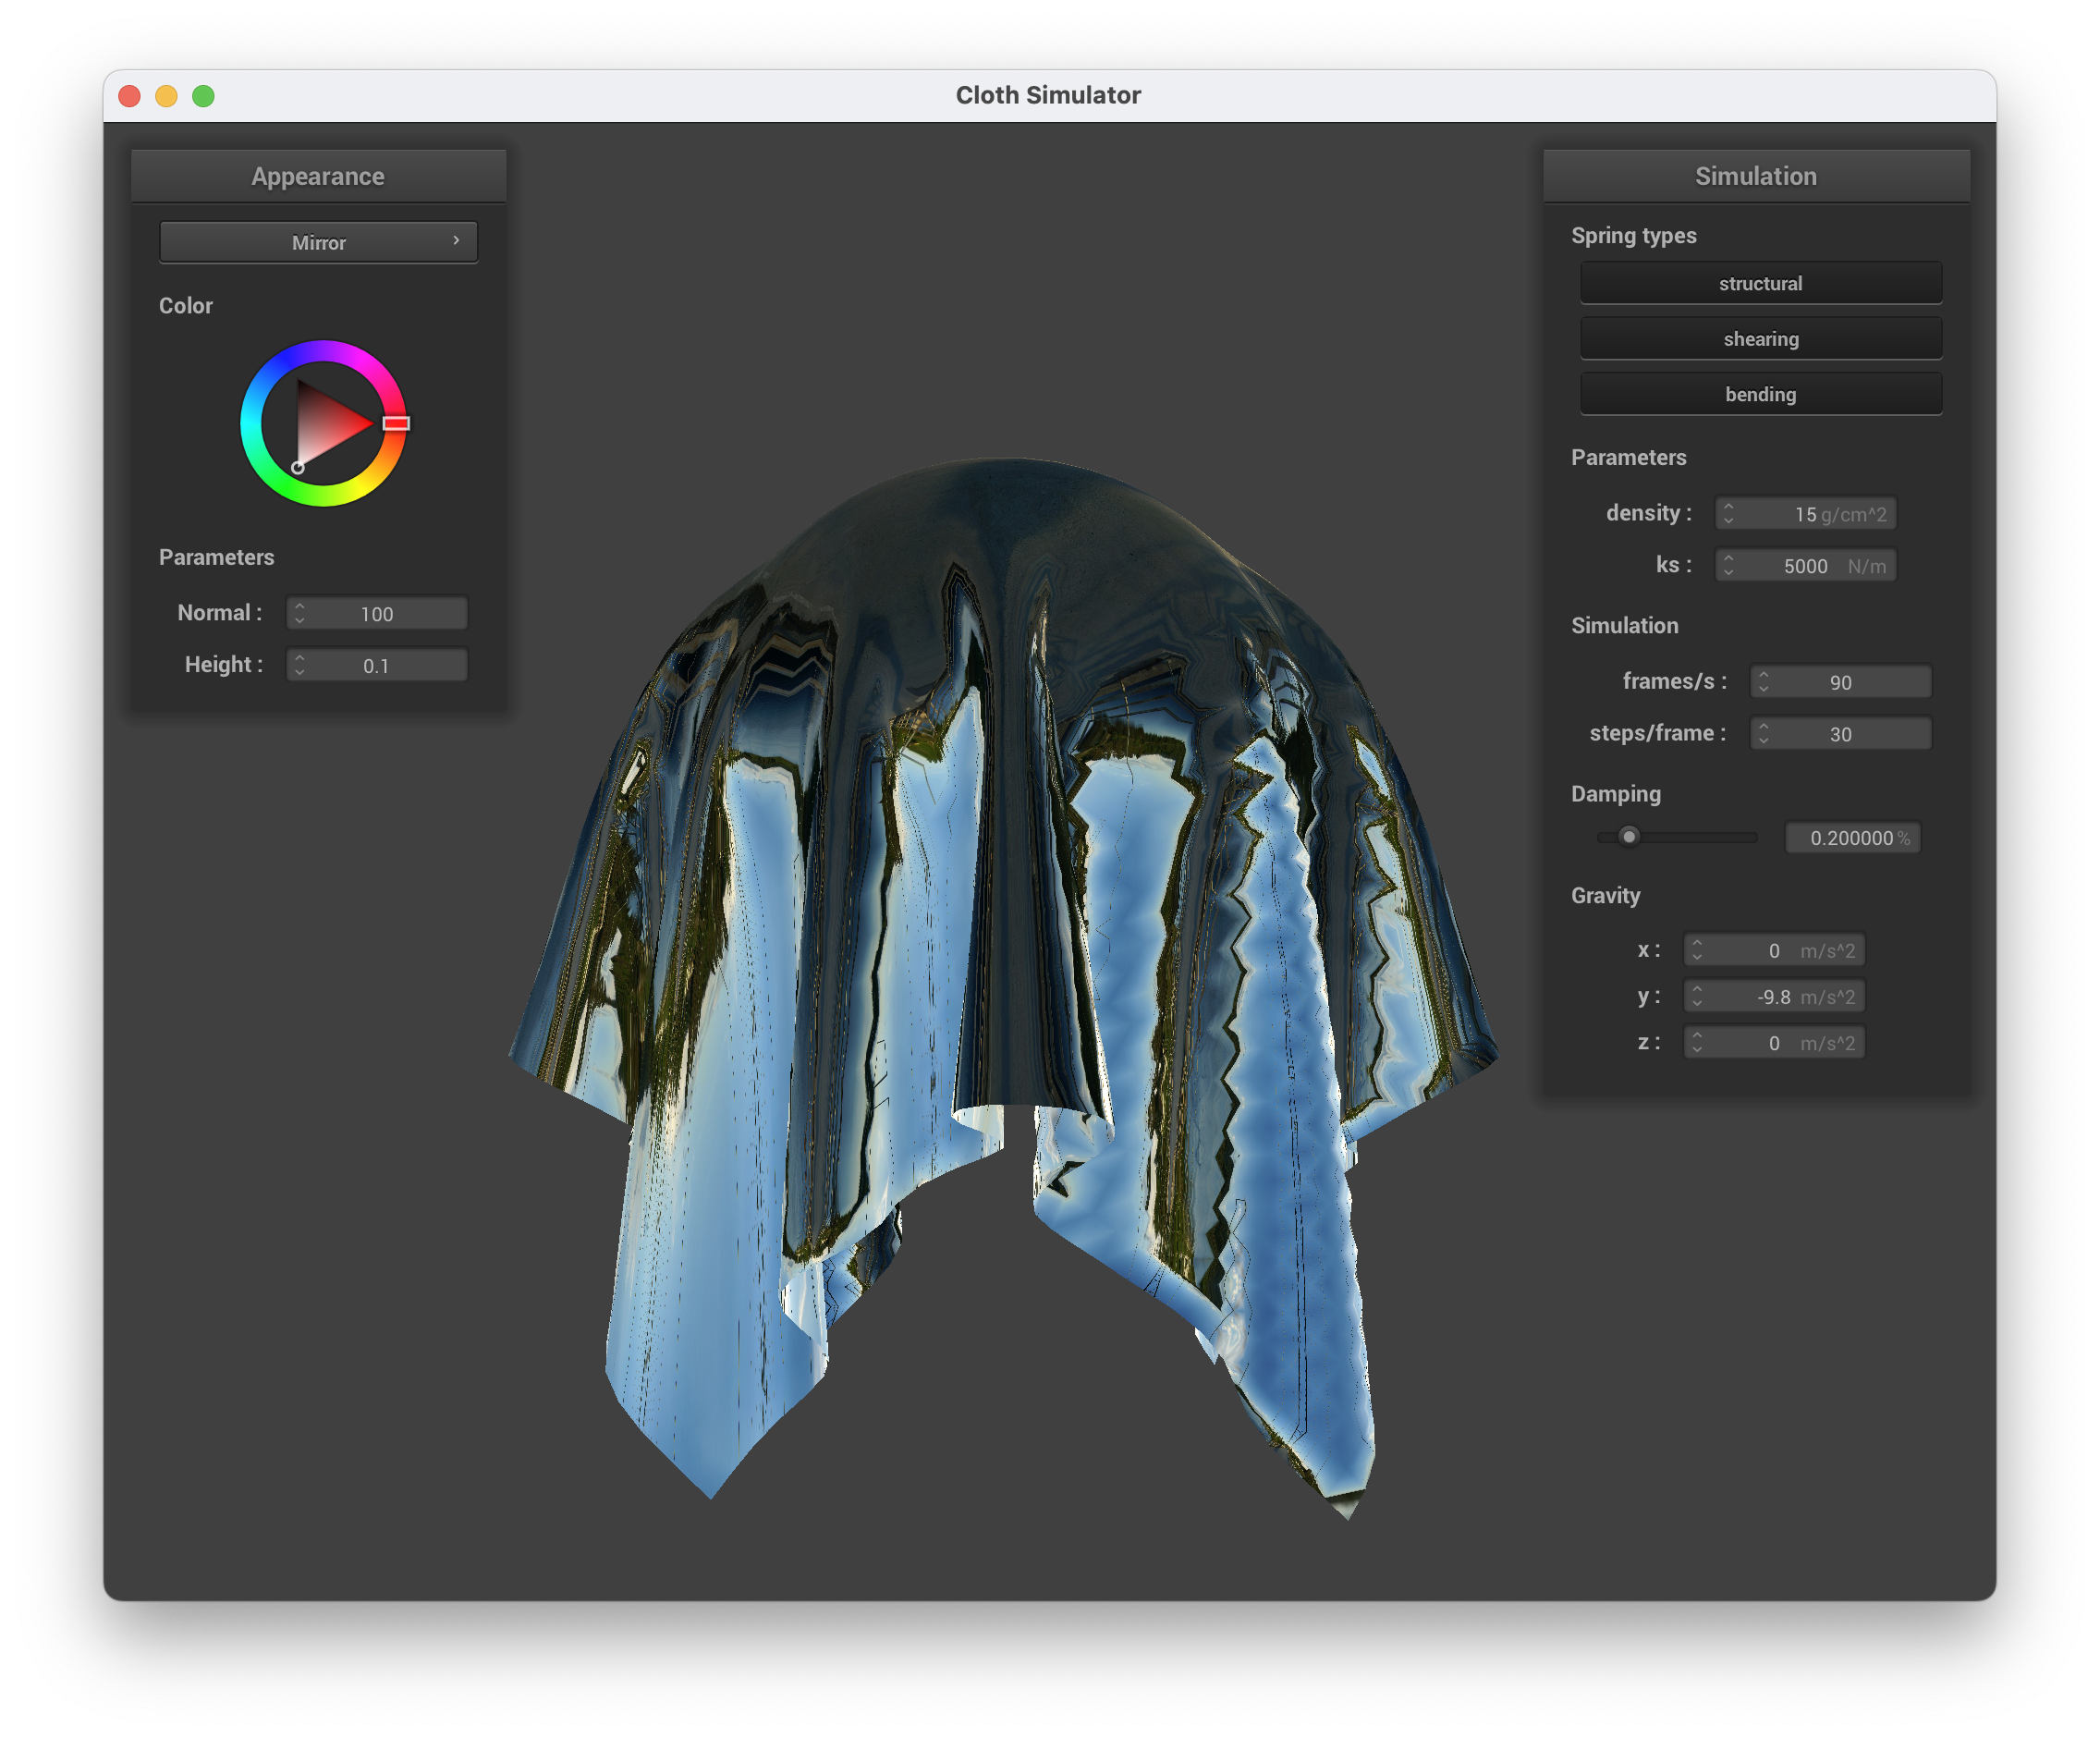 Cloth Simulator
Appearance
Mirror
Color
Parameters
Normal : 100
Height : 0.1
Simulation
Spring types
structural
shearing
bending
Parameters
density : 15 g/cm^2
ks : 5000 N/m
Simulation
frames/s : 90
steps/frame : 30
Damping
0.200000 %
Gravity
x : 0 m/s^2
y : -9.8 m/s^2
z : 0 m/s^2